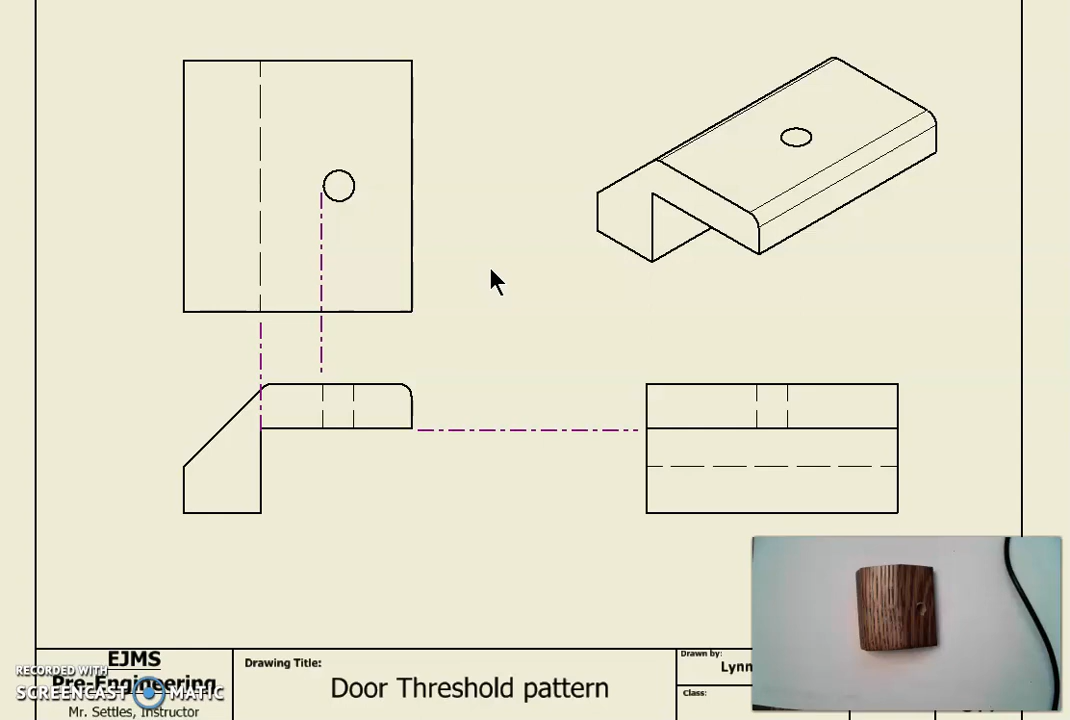 EJMS
Pre-Engineering
Mr. Settles, Instructor
RECORDED WITH
SCREENCAST MATIC
Drawing Title:
Door Threshold pattern
Drawn by:
Lynn
Class: